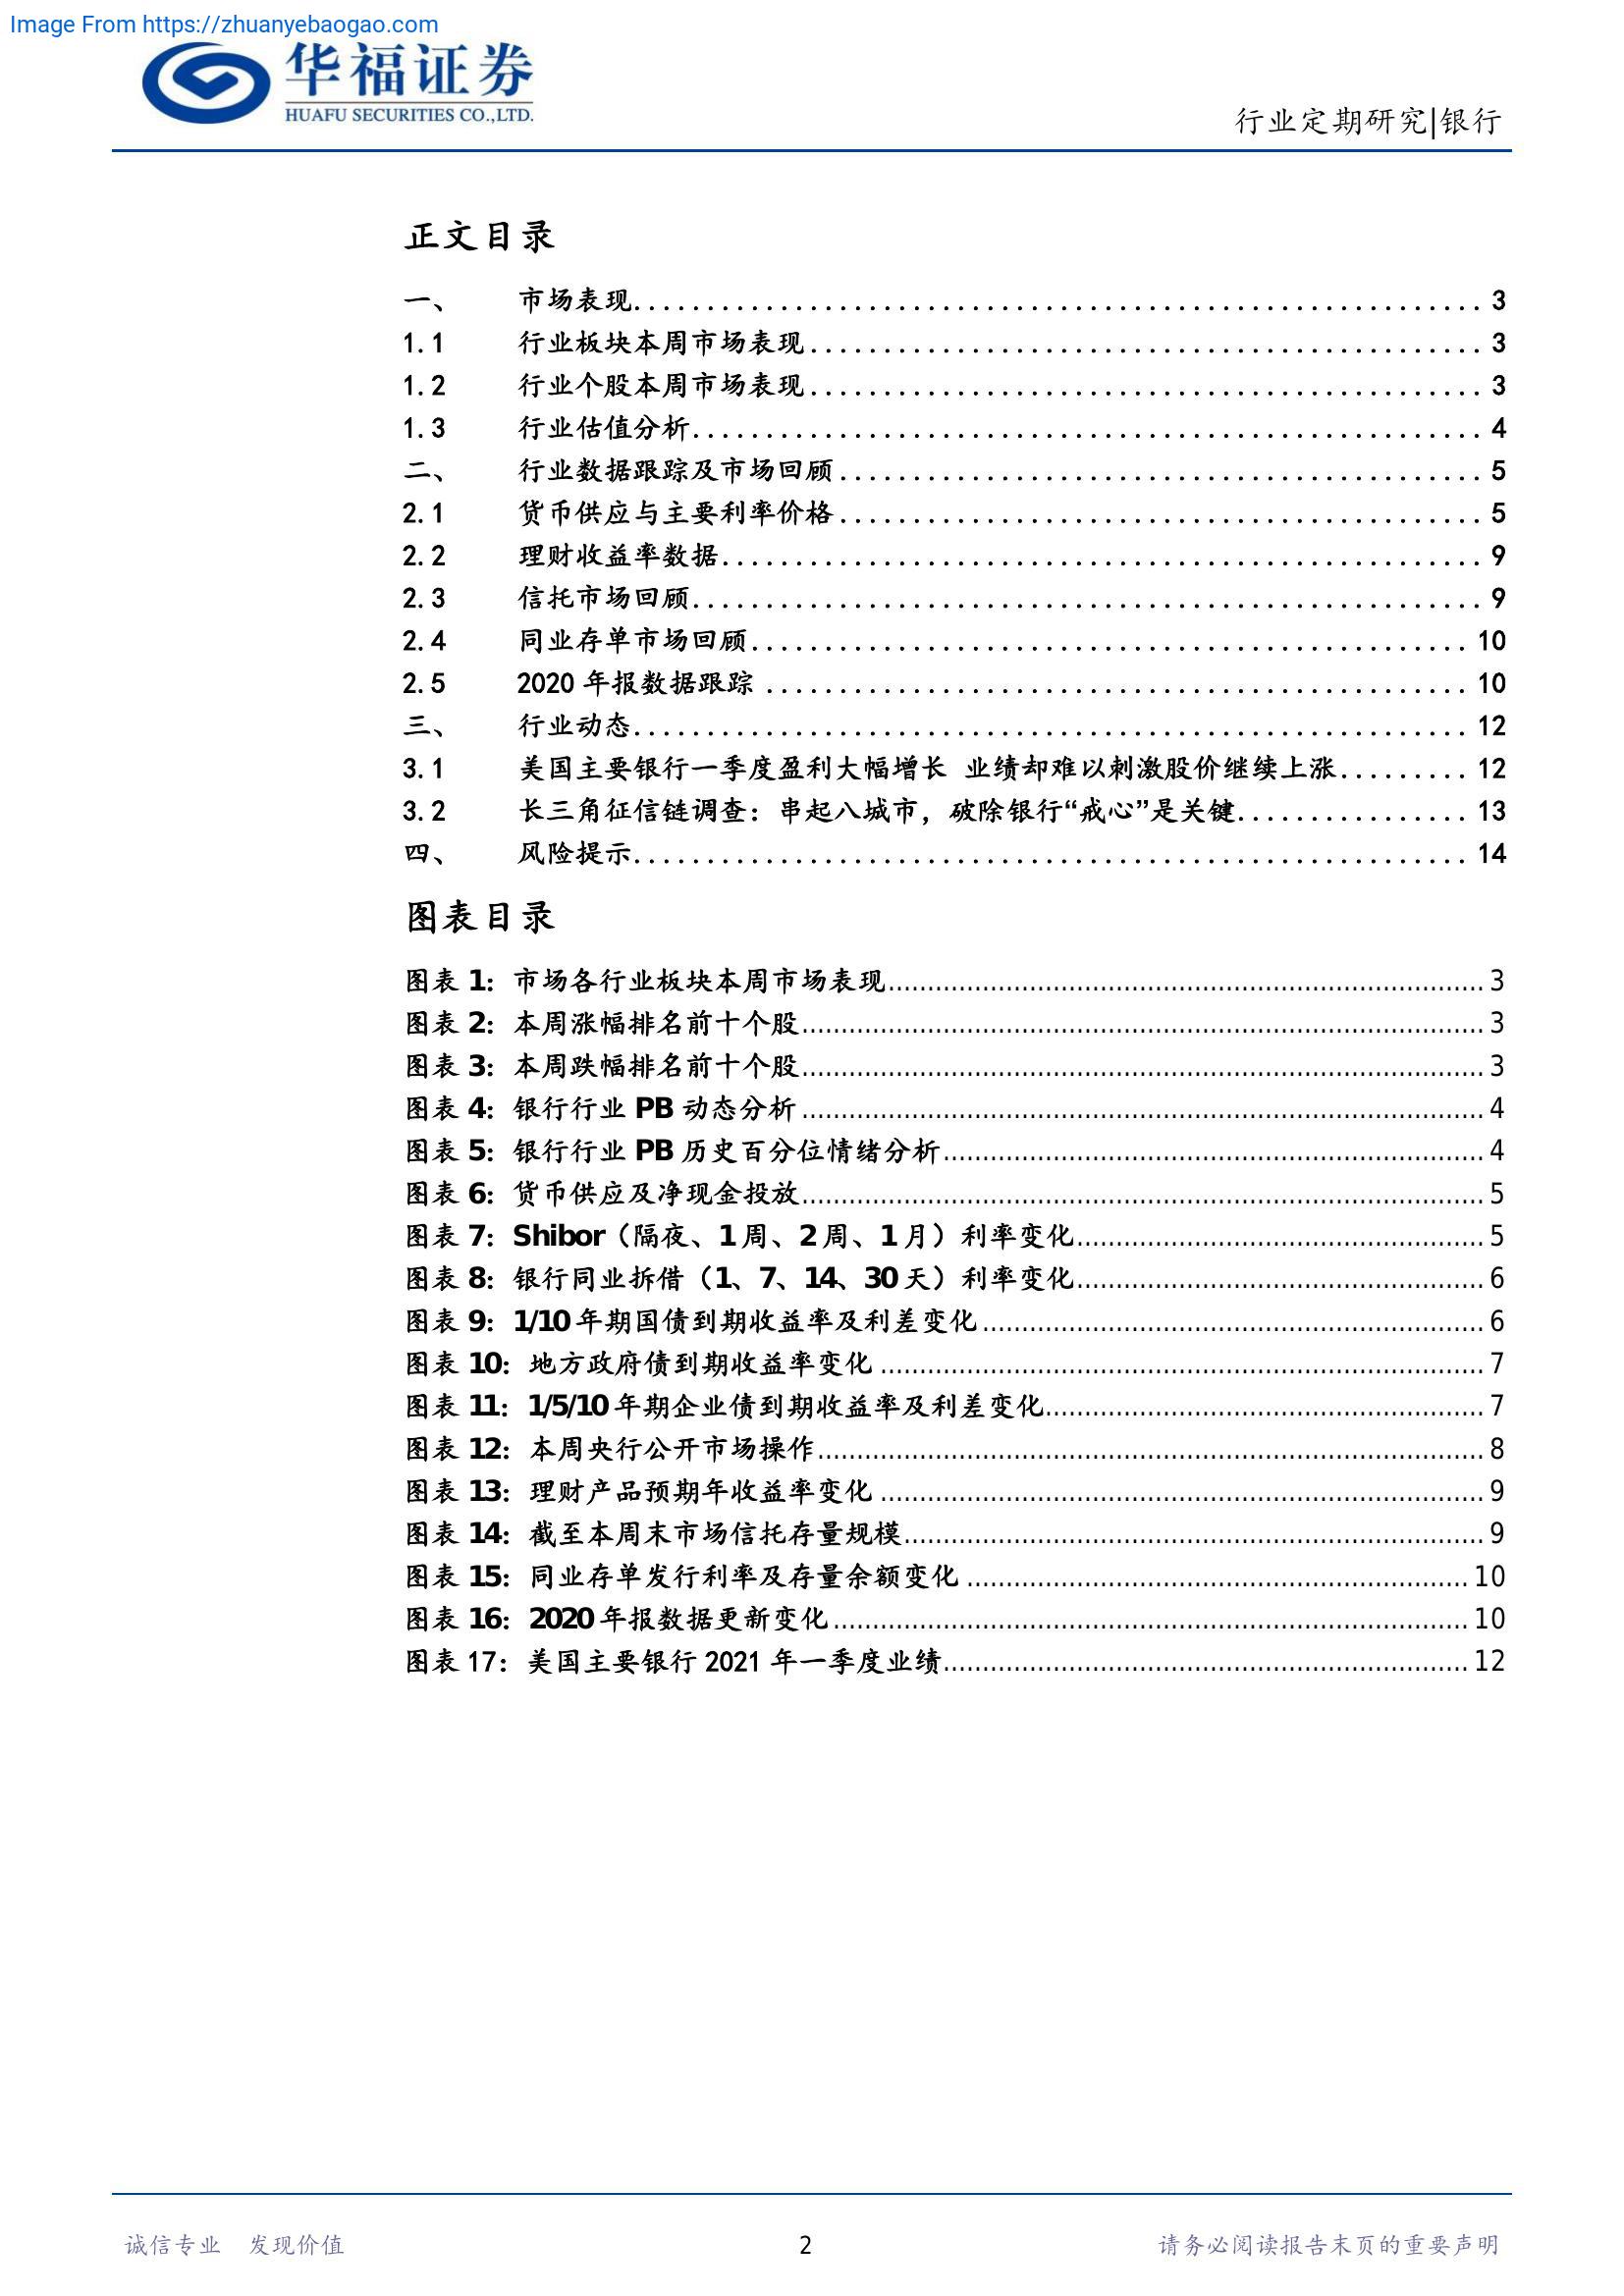 Image From https://zhuanyebaogao.com
华福证券
HUAFU SECURITIES CO.,LTD.
行业定期研究|银行
正文目录
一、 市场表现 3
1.1 行业板块本周市场表现 3
1.2 行业个股本周市场表现 3
1.3 行业估值分析 4
二、 行业数据跟踪及市场回顾 5
2.1 货币供应与主要利率价格 5
2.2 理财收益率数据 9
2.3 信托市场回顾 9
2.4 同业存单市场回顾 10
2.5 2020 年报数据跟踪 10
三、 行业动态 12
3.1 美国主要银行一季度盈利大幅增长 业绩却难以刺激股价继续上涨 12
3.2 长三角征信链调查：串起八城市，破除银行“戒心”是关键 13
四、 风险提示 14
图表目录
图表 1：市场各行业板块本周市场表现 3
图表 2：本周涨幅排名前十个股 3
图表 3：本周跌幅排名前十个股 3
图表 4：银行行业 PB 动态分析 4
图表 5：银行行业 PB 历史百分位情绪分析 4
图表 6：货币供应及净现金投放 5
图表 7：Shibor（隔夜、1 周、2 周、1 月）利率变化 5
图表 8：银行同业拆借（1、7、14、30 天）利率变化 6
图表 9：1/10 年期国债到期收益率及利差变化 6
图表 10：地方政府债到期收益率变化 7
图表 11：1/5/10 年期企业债到期收益率及利差变化 7
图表 12：本周央行公开市场操作 8
图表 13：理财产品预期年收益率变化 9
图表 14：截至本周末市场信托存量规模 9
图表 15：同业存单发行利率及存量余额变化 10
图表 16：2020 年报数据更新变化 10
图表 17：美国主要银行 2021 年一季度业绩 12
诚信专业 发现价值 2 请务必阅读报告末页的重要声明